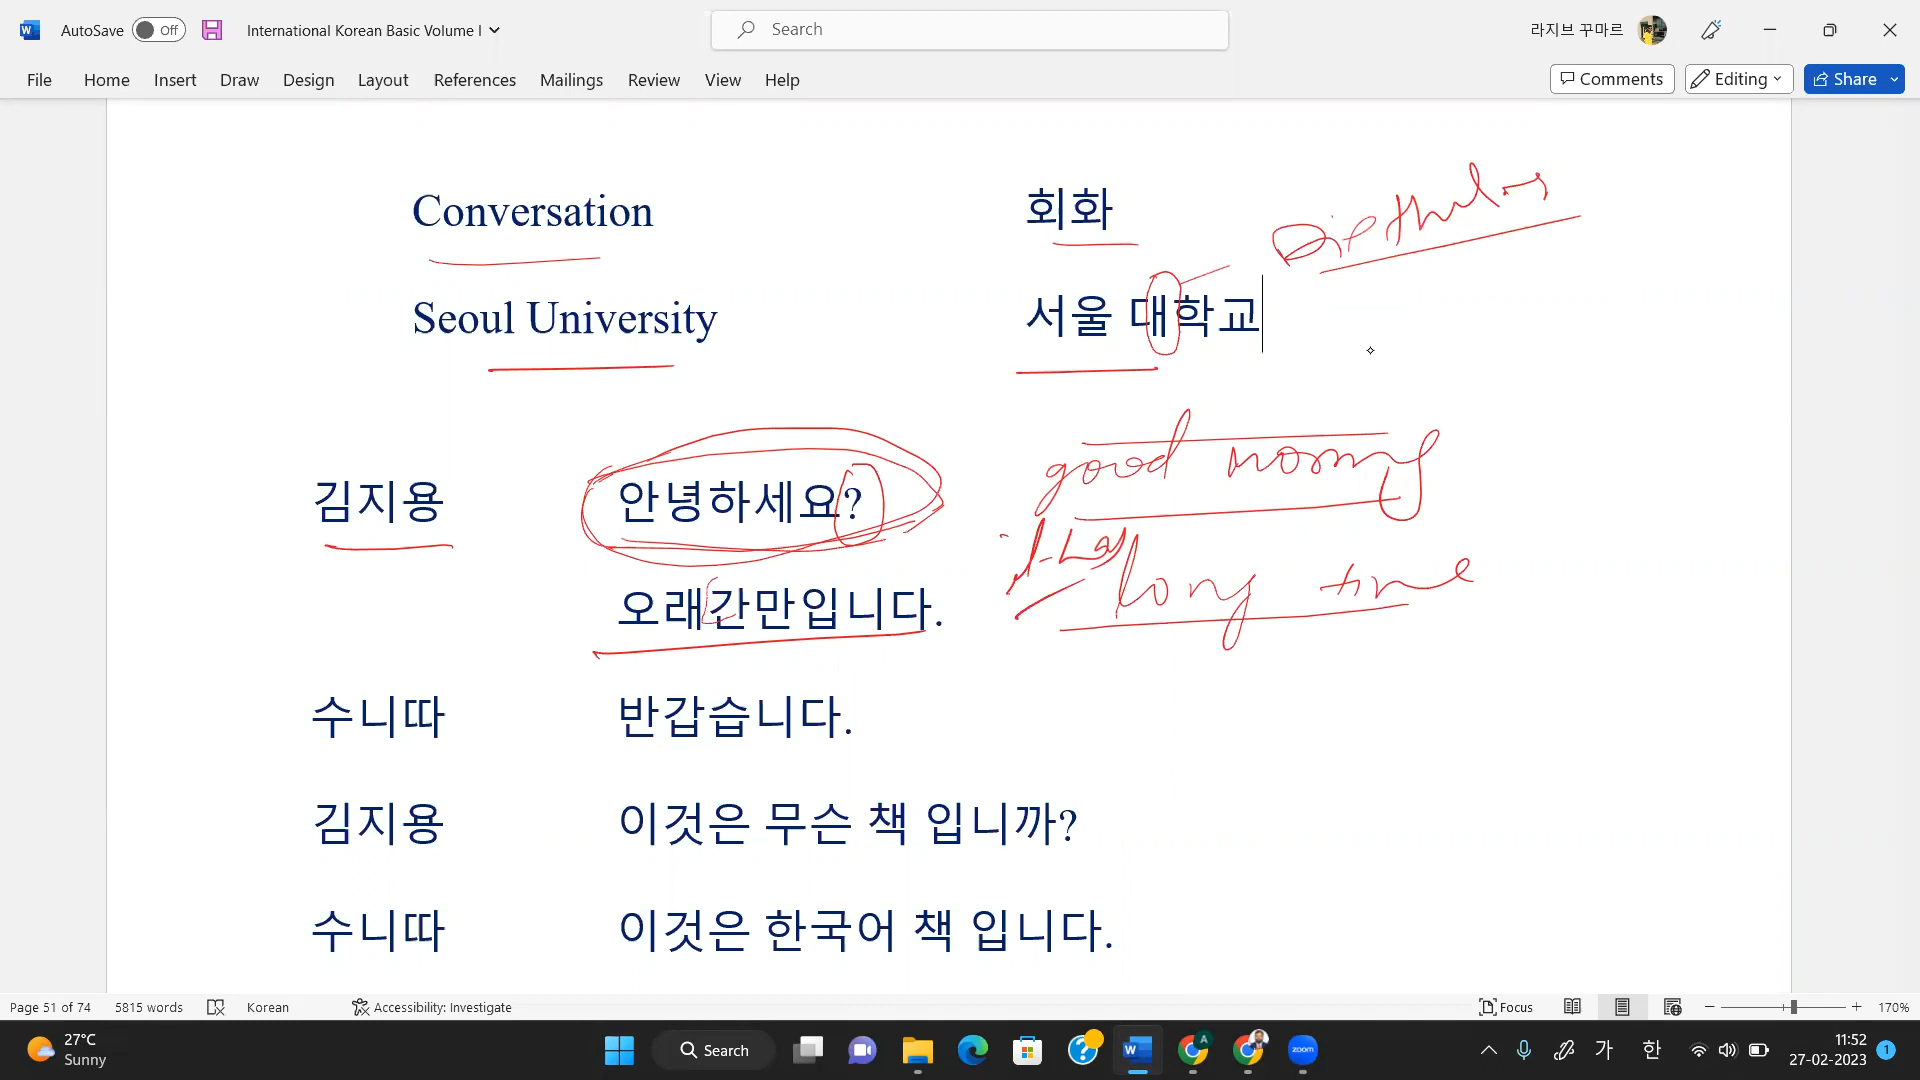 AutoSave Off International Korean Basic Volume I Search 라지브 꾸마르
File Home Insert Draw Design Layout References Mailings Review View Help Comments Editing Share
Conversation 회화
Seoul University 서울 대학교
김지용 안녕하세요? good
오래간만입니다. long time
수니따 반갑습니다.
김지용 이것은 무슨 책 입니까?
수니따 이것은 한국어 책 입니다.
Page 51 of 74 5815 words Korean Accessibility: Investigate Focus 170%
27°C
Sunny
Search
zoom
가 한
11:52
27-02-2023
1